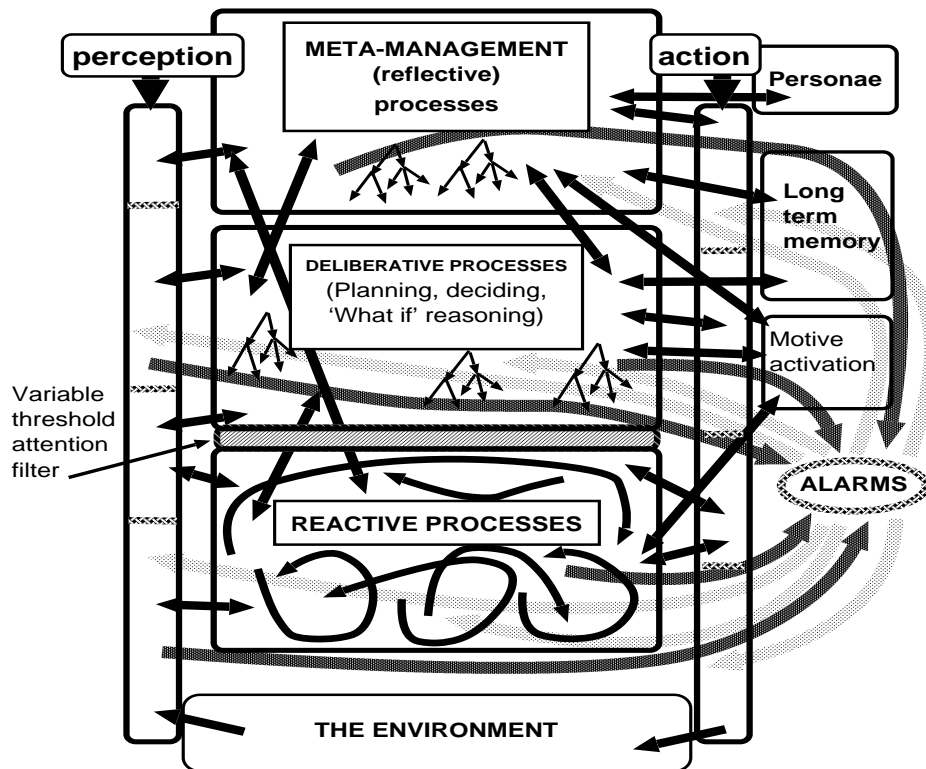 perception
META-MANAGEMENT
(reflective)
processes
action
Personae
Long
term
memory
DELIBERATIVE PROCESSES
(Planning, deciding,
‘What if’ reasoning)
Motive
activation
Variable
threshold
attention
filter
ALARMS
REACTIVE PROCESSES
THE ENVIRONMENT